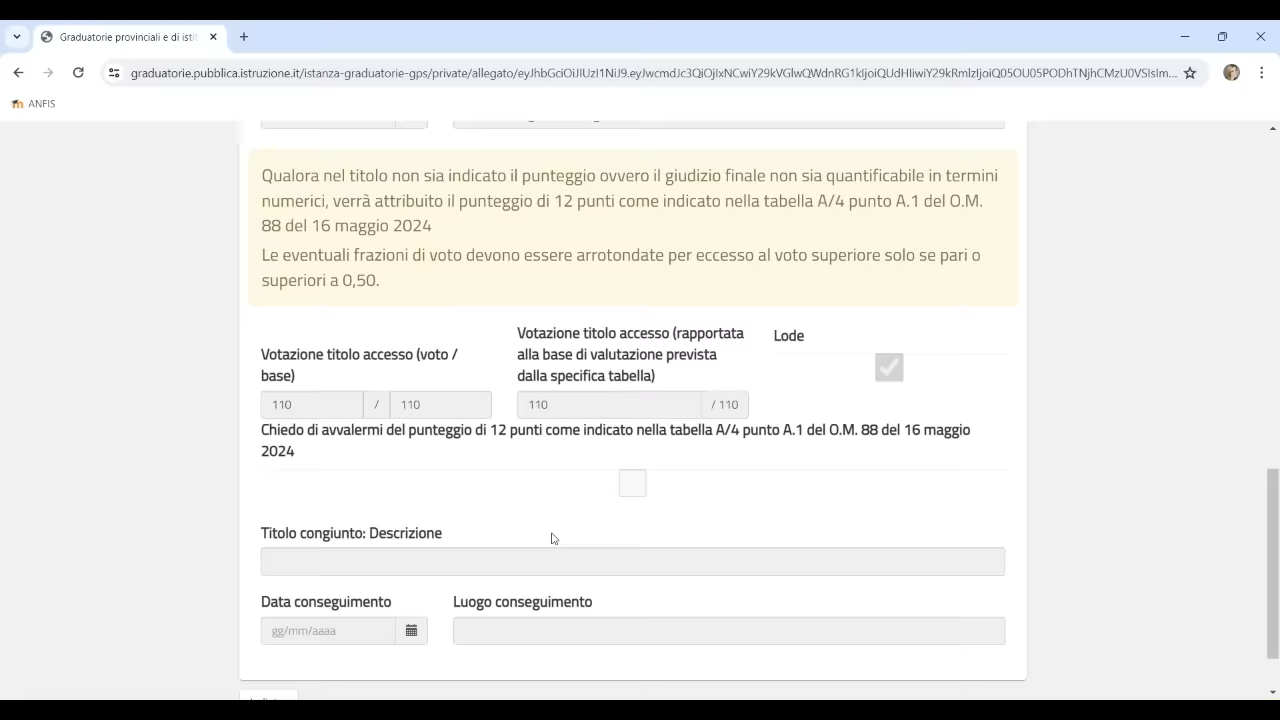 Graduatorie provinciali e di istit
graduatorie.pubblica.istruzione.it/istanza-graduatorie-gps/private/allegato/
ANFIS
Qualora nel titolo non sia indicato il punteggio ovvero il giudizio finale non sia quantificabile in termini
numerici, verrà attribuito il punteggio di 12 punti come indicato nella tabella A/4 punto A.1 del O.M.
88 del 16 maggio 2024
Le eventuali frazioni di voto devono essere arrotondate per eccesso al voto superiore solo se pari o
superiori a 0,50.
Votazione titolo accesso (voto /
base)
Votazione titolo accesso (rapportata
alla base di valutazione prevista
dalla specifica tabella)
Lode
110 / 110
110 / 110
Chiedo di avvalermi del punteggio di 12 punti come indicato nella tabella A/4 punto A.1 del O.M. 88 del 16 maggio
2024
Titolo congiunto: Descrizione
Data conseguimento
Luogo conseguimento
gg/mm/aaaa